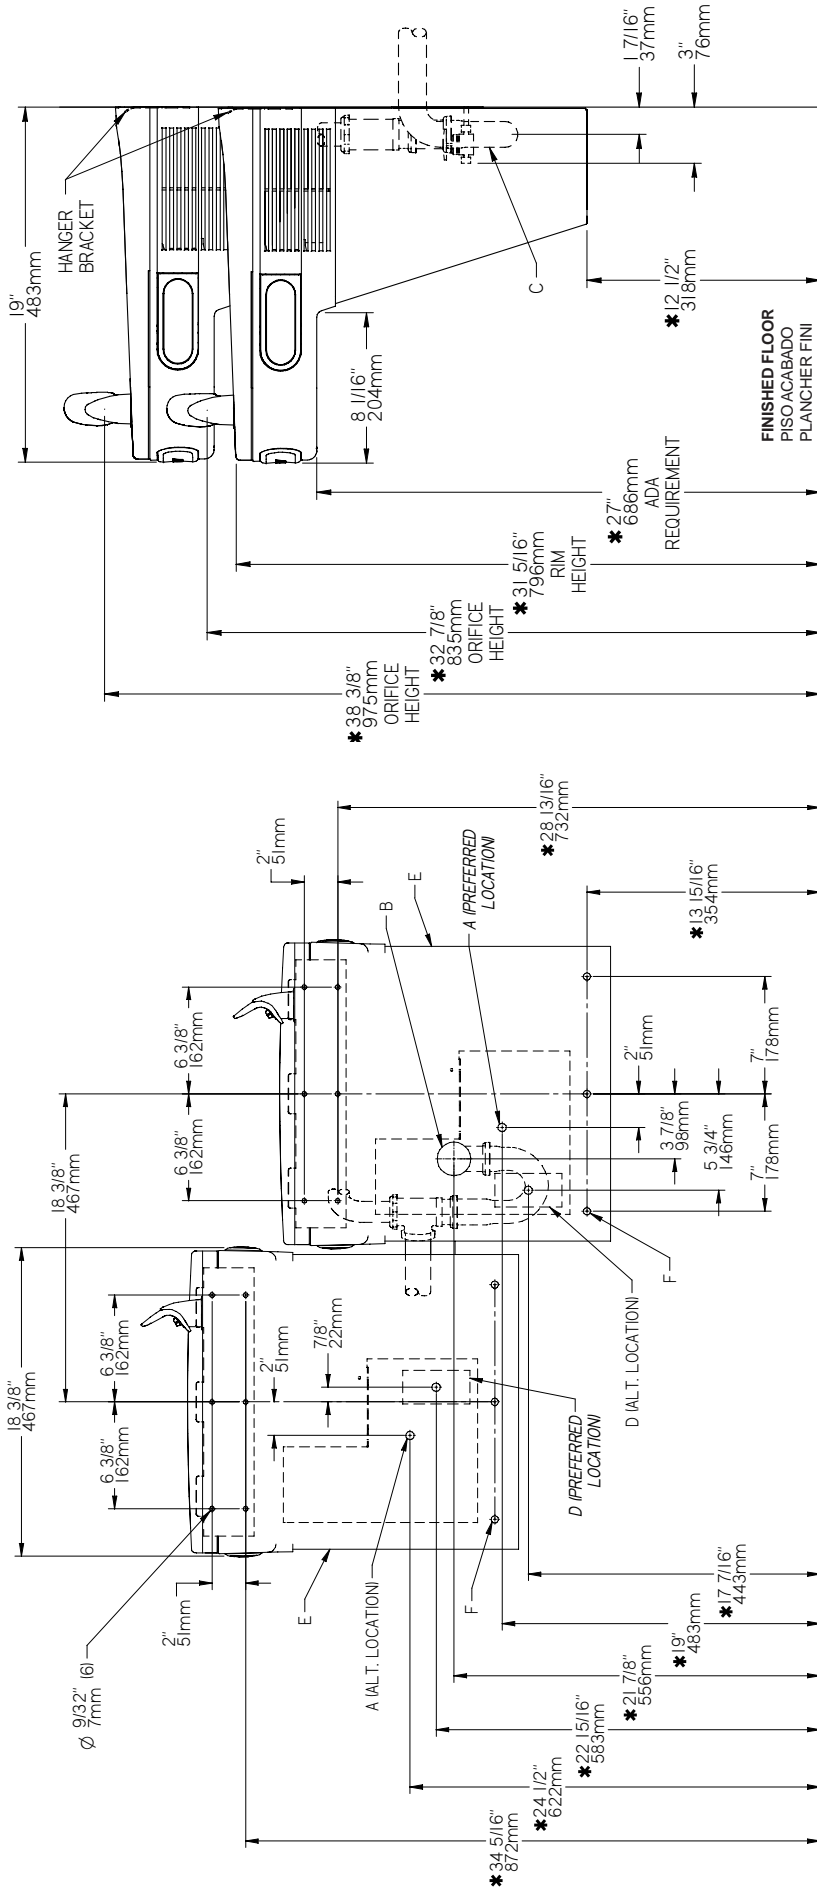 19"
483mm
HANGER
BRACKET
1 7/16"
37mm
3"
76mm
C
8 1/16"
204mm
✱12 1/2"
318mm
FINISHED FLOOR
PISO ACABADO
PLANCHER FINI
✱27"
686mm
ADA
REQUIREMENT
✱31 5/16"
796mm
RIM
HEIGHT
✱32 7/8"
835mm
ORIFICE
HEIGHT
✱38 3/8"
975mm
ORIFICE
HEIGHT
2"
51mm
✱28 13/16"
732mm
A (PREFERRED
LOCATION)
B
E
✱13 15/16"
354mm
6 3/8"
162mm
6 3/8"
162mm
18 3/8"
467mm
2"
51mm
7"
178mm
3 7/8"
98mm
5 3/4"
146mm
7"
178mm
F
D (ALT. LOCATION)
18 3/8"
467mm
6 3/8"
162mm
6 3/8"
162mm
2"
51mm
7/8"
22mm
D (PREFERRED
LOCATION)
2"
51mm
Ø 9/32" (6)
7mm
E
A (ALT. LOCATION)
F
✱17 7/16"
443mm
✱19"
483mm
✱21 7/8"
556mm
✱22 15/16"
583mm
✱24 1/2"
622mm
✱34 5/16"
872mm